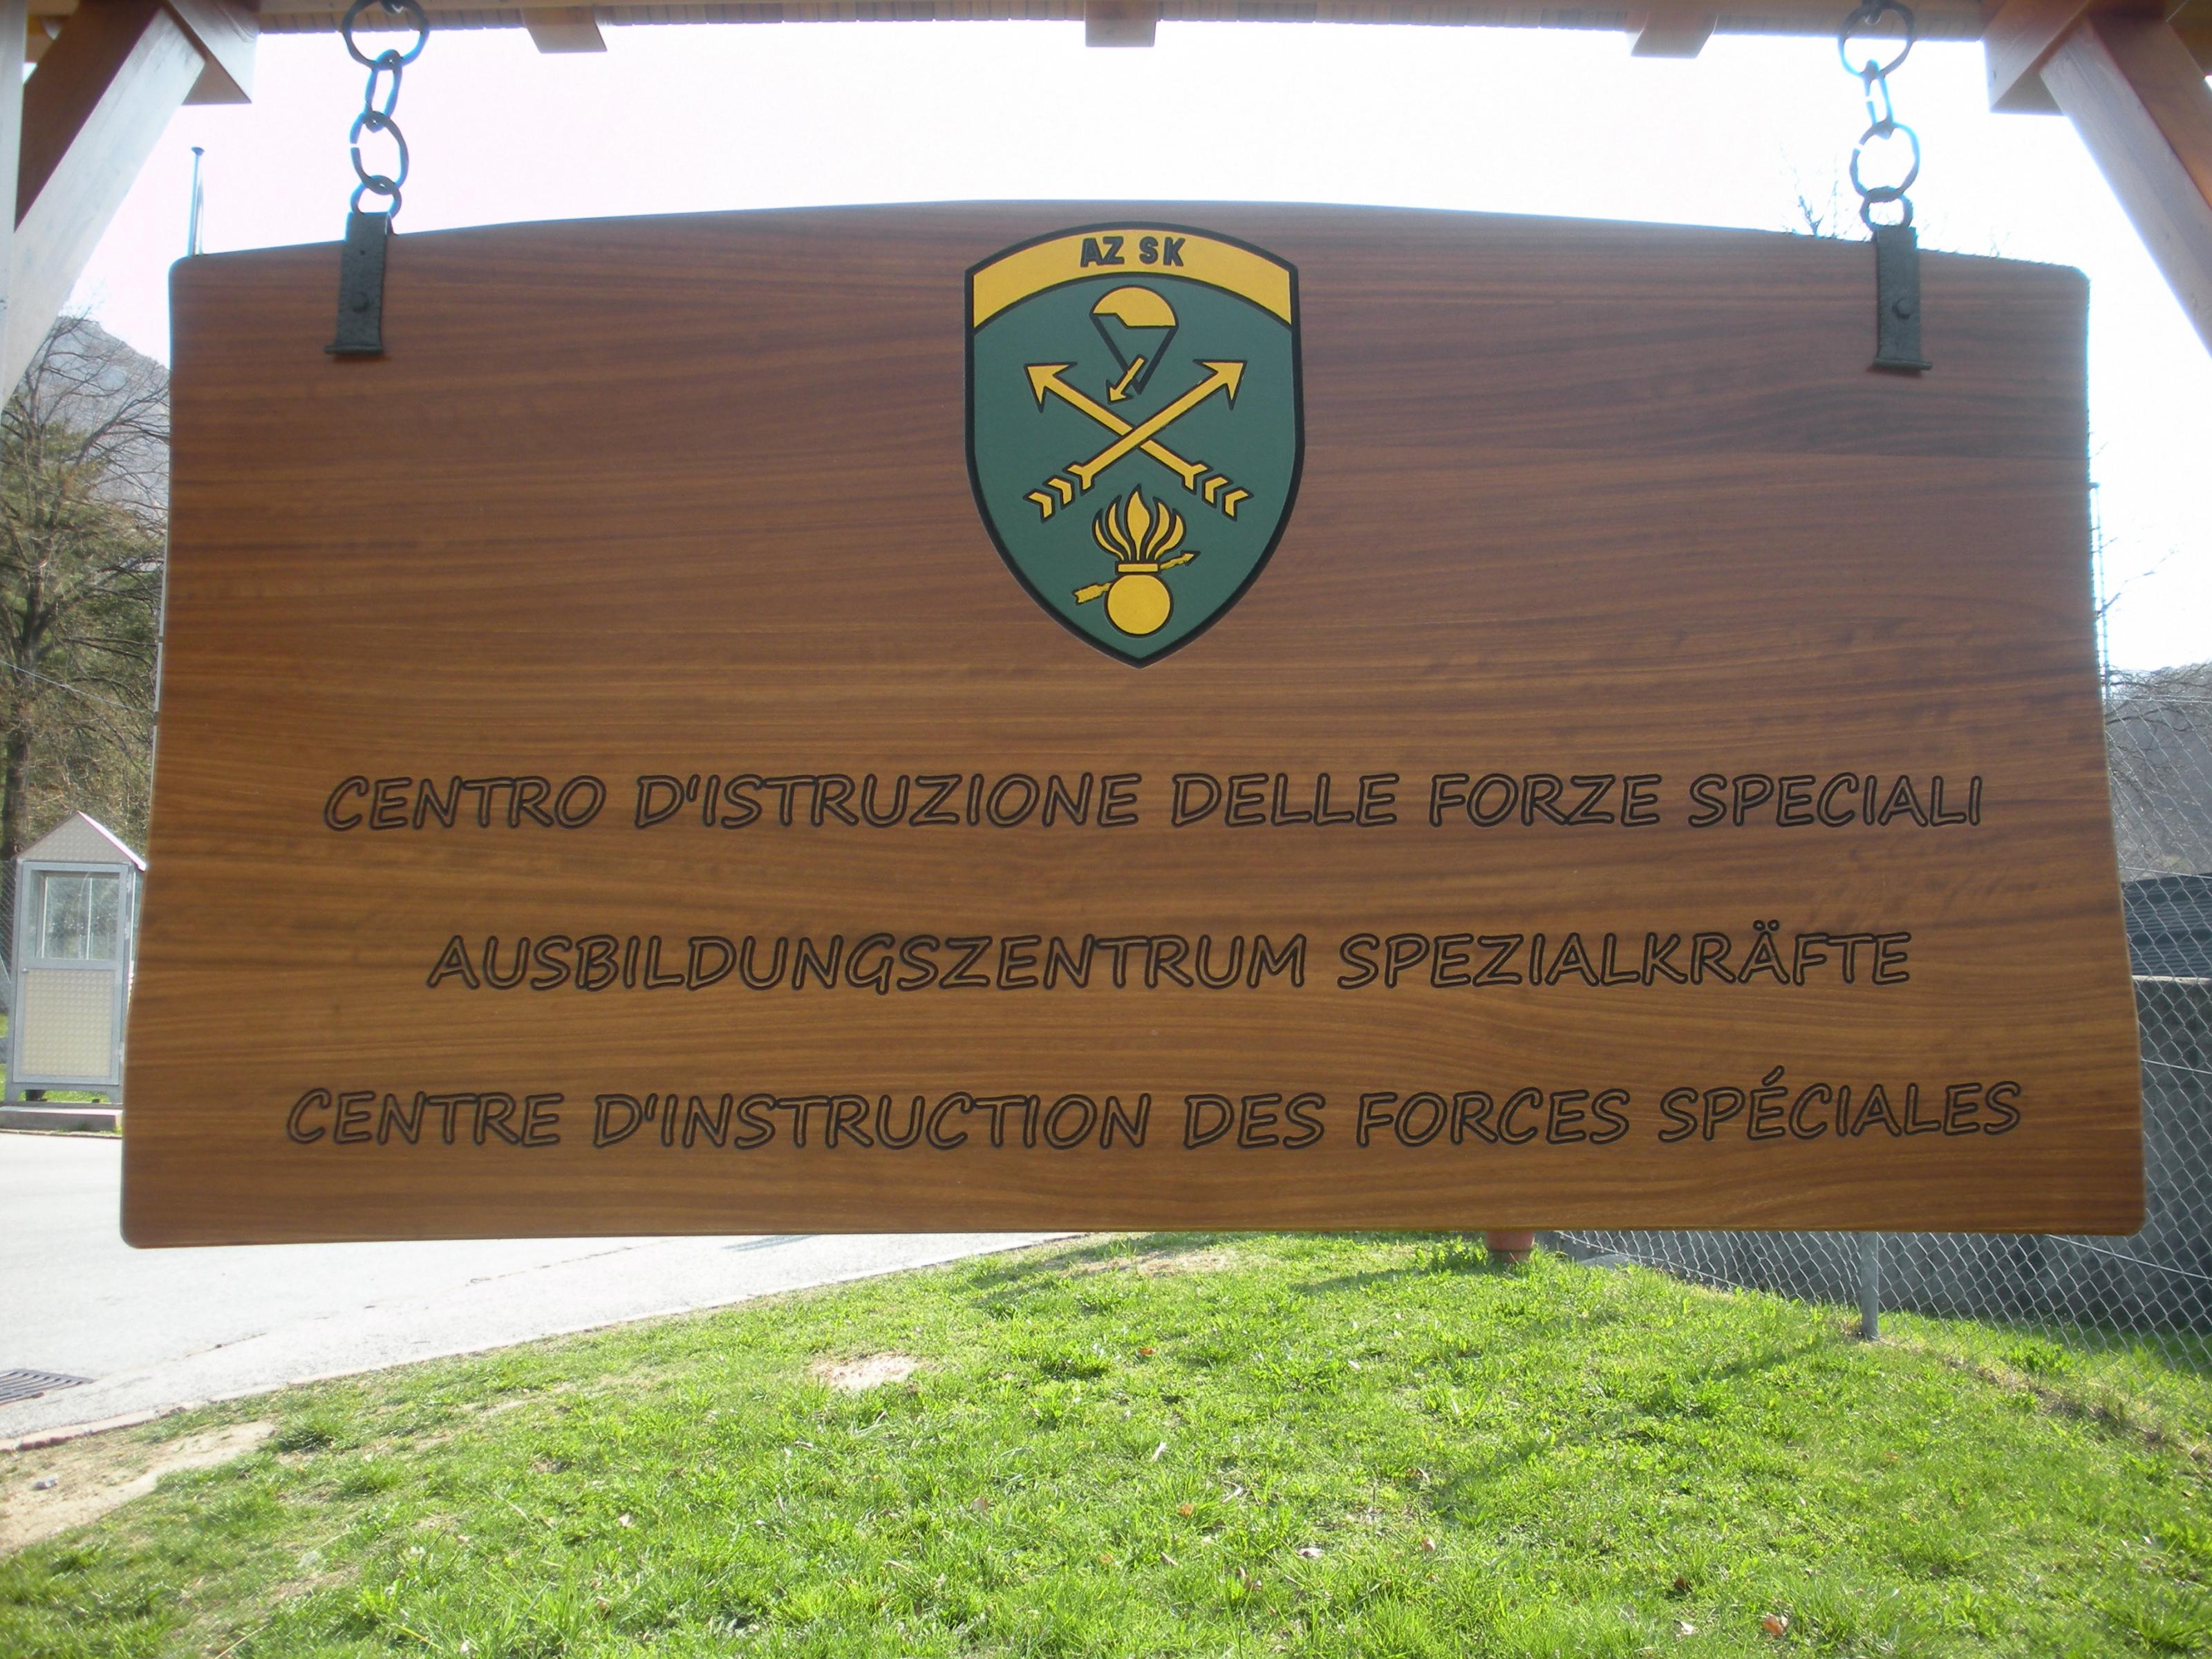 AZ SK
CENTRO D'ISTRUZIONE DELLE FORZE SPECIALI
AUSBILDUNGSZENTRUM SPEZIALKRÄFTE
CENTRE D'INSTRUCTION DES FORCES SPÉCIALES